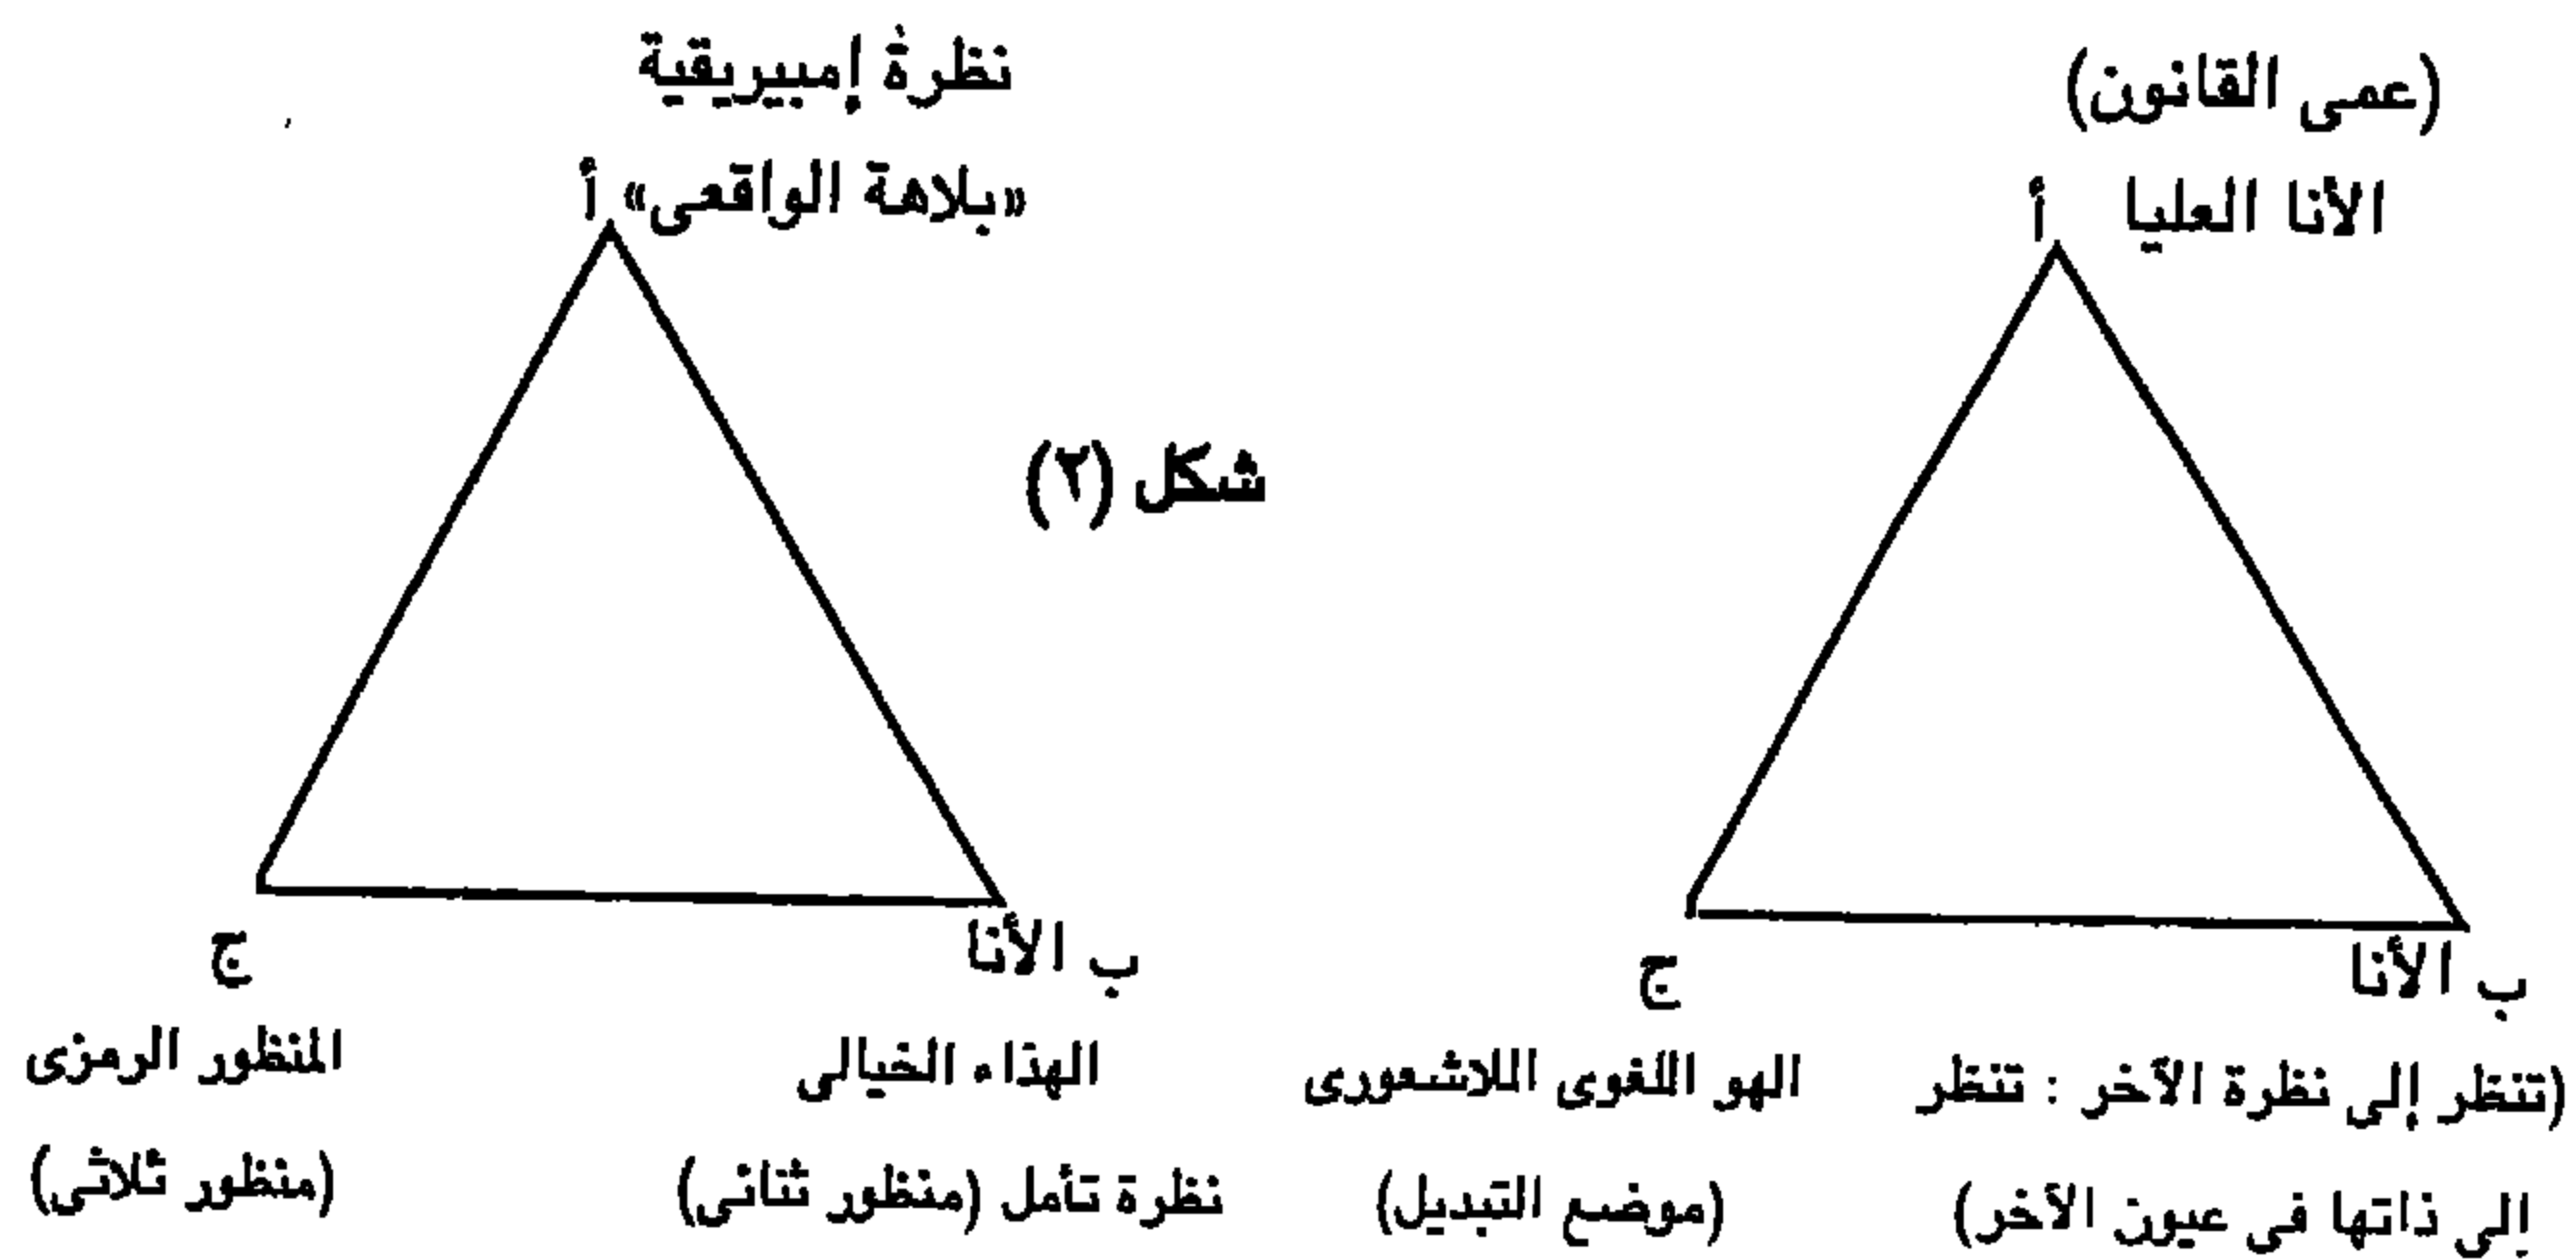 (عمى القانون)
الأنا العليا أ
ب الأنا
ج
(تنظر إلى نظرة الآخر : تنظر
إلى ذاتها فى عيون الآخر)
الهو اللغوى اللاشعورى
(موضع التبديل)
شكل (٢)
نظرة إمبيريقية
«بلاهة الواقعى» أ
ب الأنا
ج
الهذاء الخيالى
نظرة تأمل (منظور ثنائى)
المنظور الرمزى
(منظور ثلاثى)